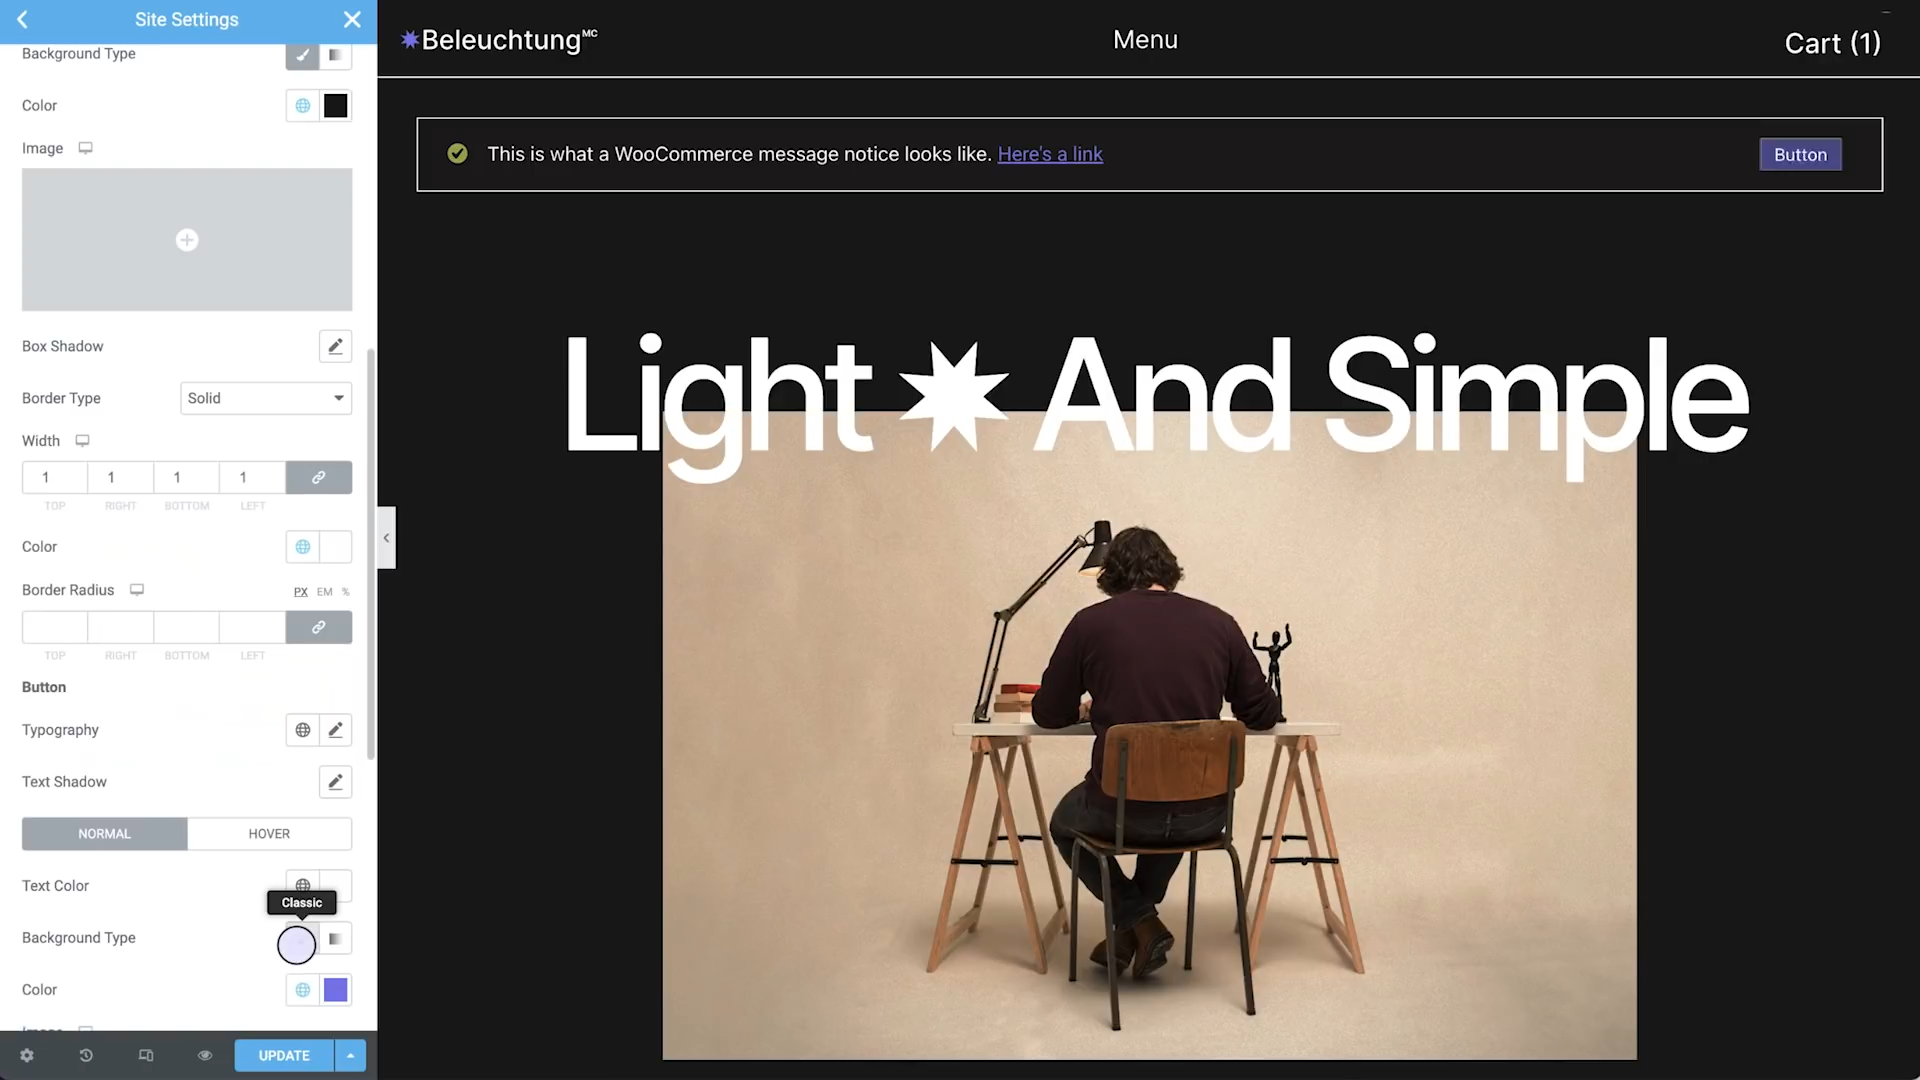 Site Settings
Background Type
Color
Image
Box Shadow
Border Type
Solid
Width
1 1 1 1
TOP RIGHT BOTTOM LEFT
Color
Border Radius
PX EM %
TOP RIGHT BOTTOM LEFT
Button
Typography
Text Shadow
NORMAL HOVER
Text Color
Classic
Background Type
Color
Image
UPDATE
BeleuchtungMC
Menu
Cart (1)
This is what a WooCommerce message notice looks like. Here's a link
Button
Light And Simple